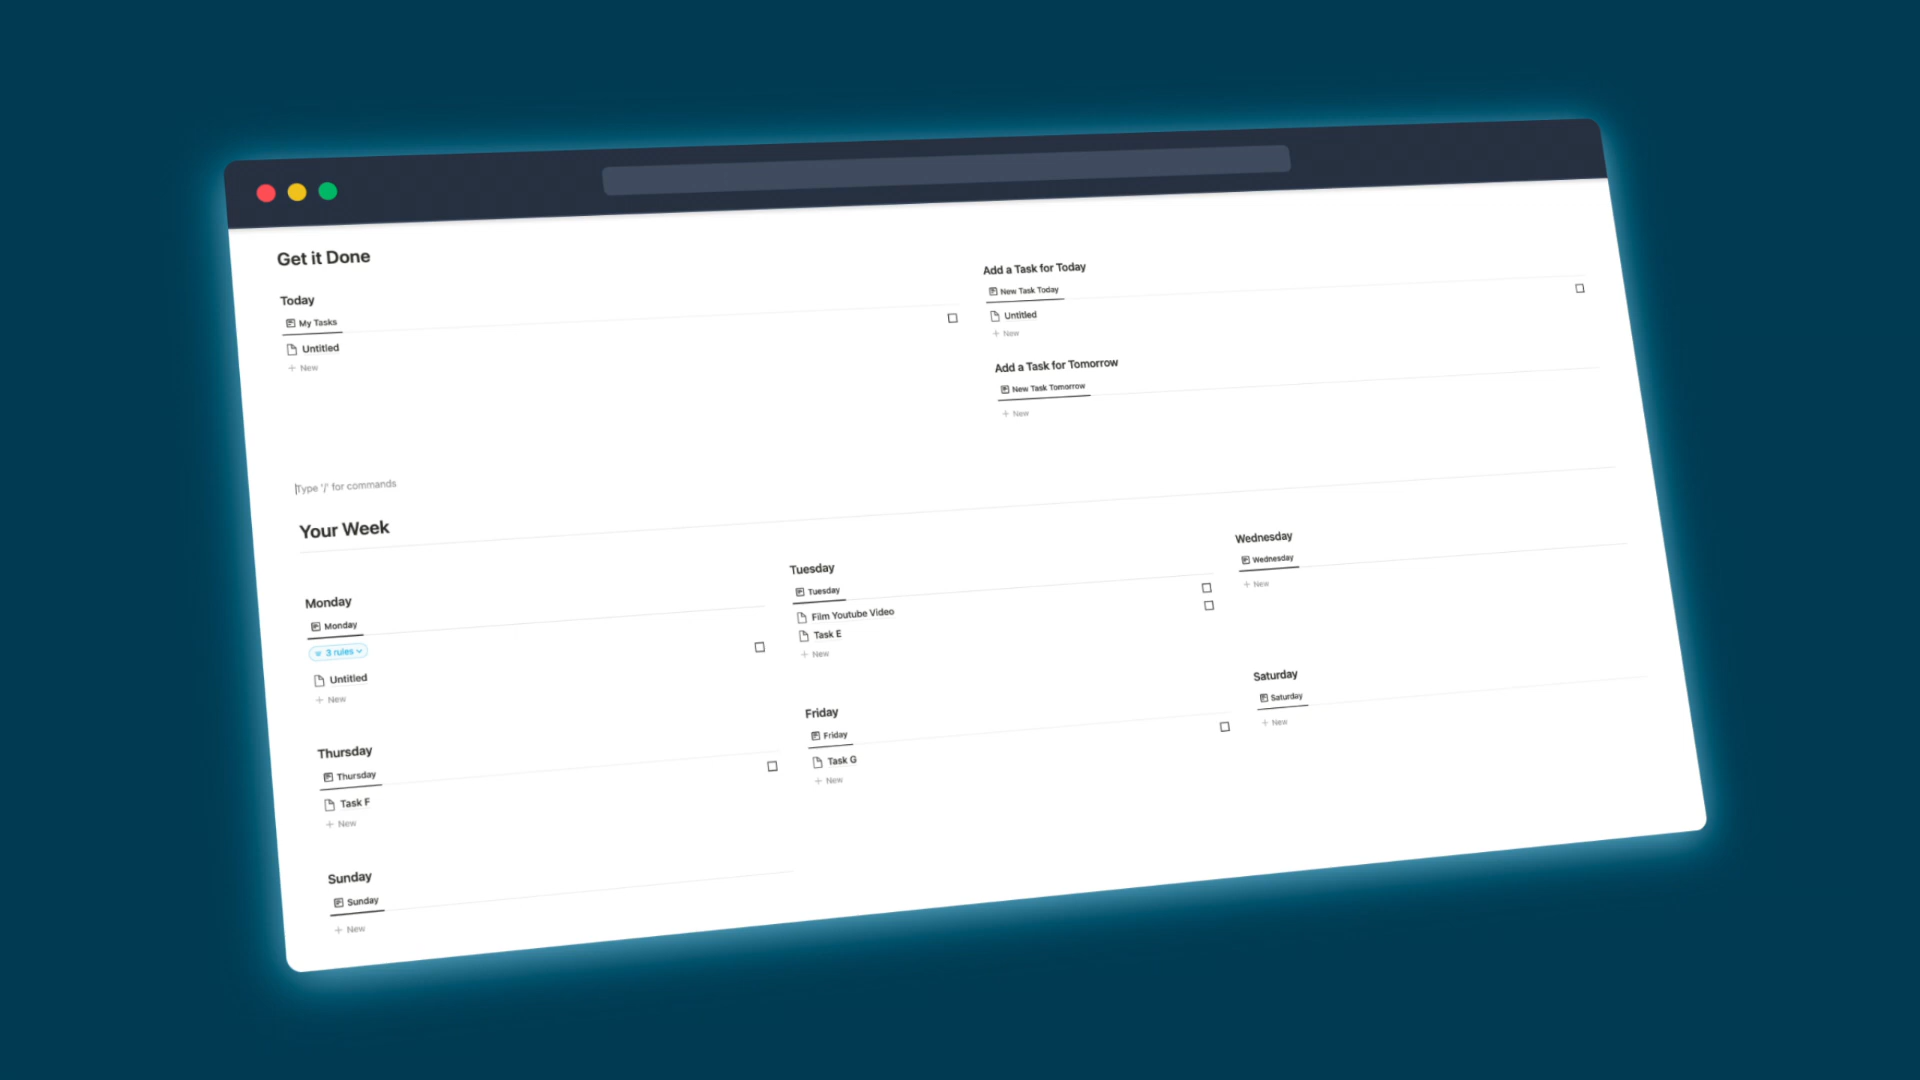 Get it Done
Today
My Tasks
Untitled
New
Add a Task for Today
New Task Today
Untitled
New
Add a Task for Tomorrow
New Task Tomorrow
New
Type '/' for commands
Your Week
Monday
Monday
3 rules
Untitled
New
Tuesday
Tuesday
Film Youtube Video
Task E
New
Wednesday
Wednesday
New
Thursday
Thursday
Task F
New
Friday
Friday
Task G
New
Saturday
Saturday
New
Sunday
Sunday
New